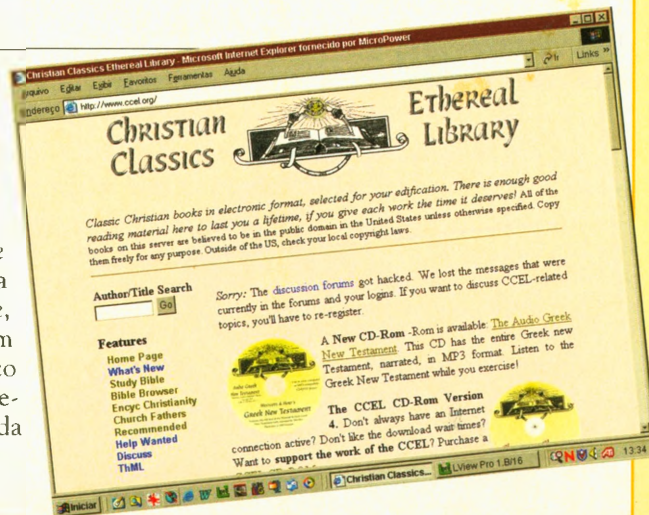 Christian Classics Ethereal Library - Microsoft Internet Explorer fornecido por MicroPower
Arquivo Editar Exibir Favoritos Ferramentas Ajuda
Endereço http://www.ccel.org/
Ir Links »
Christian
Classics
Ethereal
Library
Classic Christian books in electronic format, selected for your edification. There is enough good
reading material here to last you a lifetime, if you give each work the time it deserves! All of the
books on this server are believed to be in the public domain in the United States unless otherwise specified. Copy
them freely for any purpose. Outside of the US, check your local copyright laws.
Author/Title Search
Go
Features
Home Page
What's New
Study Bible
Bible Browser
Encyc Christianity
Church Fathers
Recommended
Help Wanted
Discuss
ThML
Sorry: The discussion forums got hacked. We lost the messages that were
currently in the forums and your logins. If you want to discuss CCEL-related
topics, you'll have to re-register.
A New CD-Rom -Rom is available: The Audio Greek
New Testament. This CD has the entire Greek new
Testament, narrated, in MP3 format. Listen to the
Greek New Testament while you exercise!
Greek New Testament
The CCEL CD-Rom Version
4. Don't always have an Internet
connection active? Don't like the download wait times?
Want to support the work of the CCEL? Purchase a
Iniciar
Christian Classics...
LView Pro 1.B/16
13:34
e
a
e,
m
co
e-
da